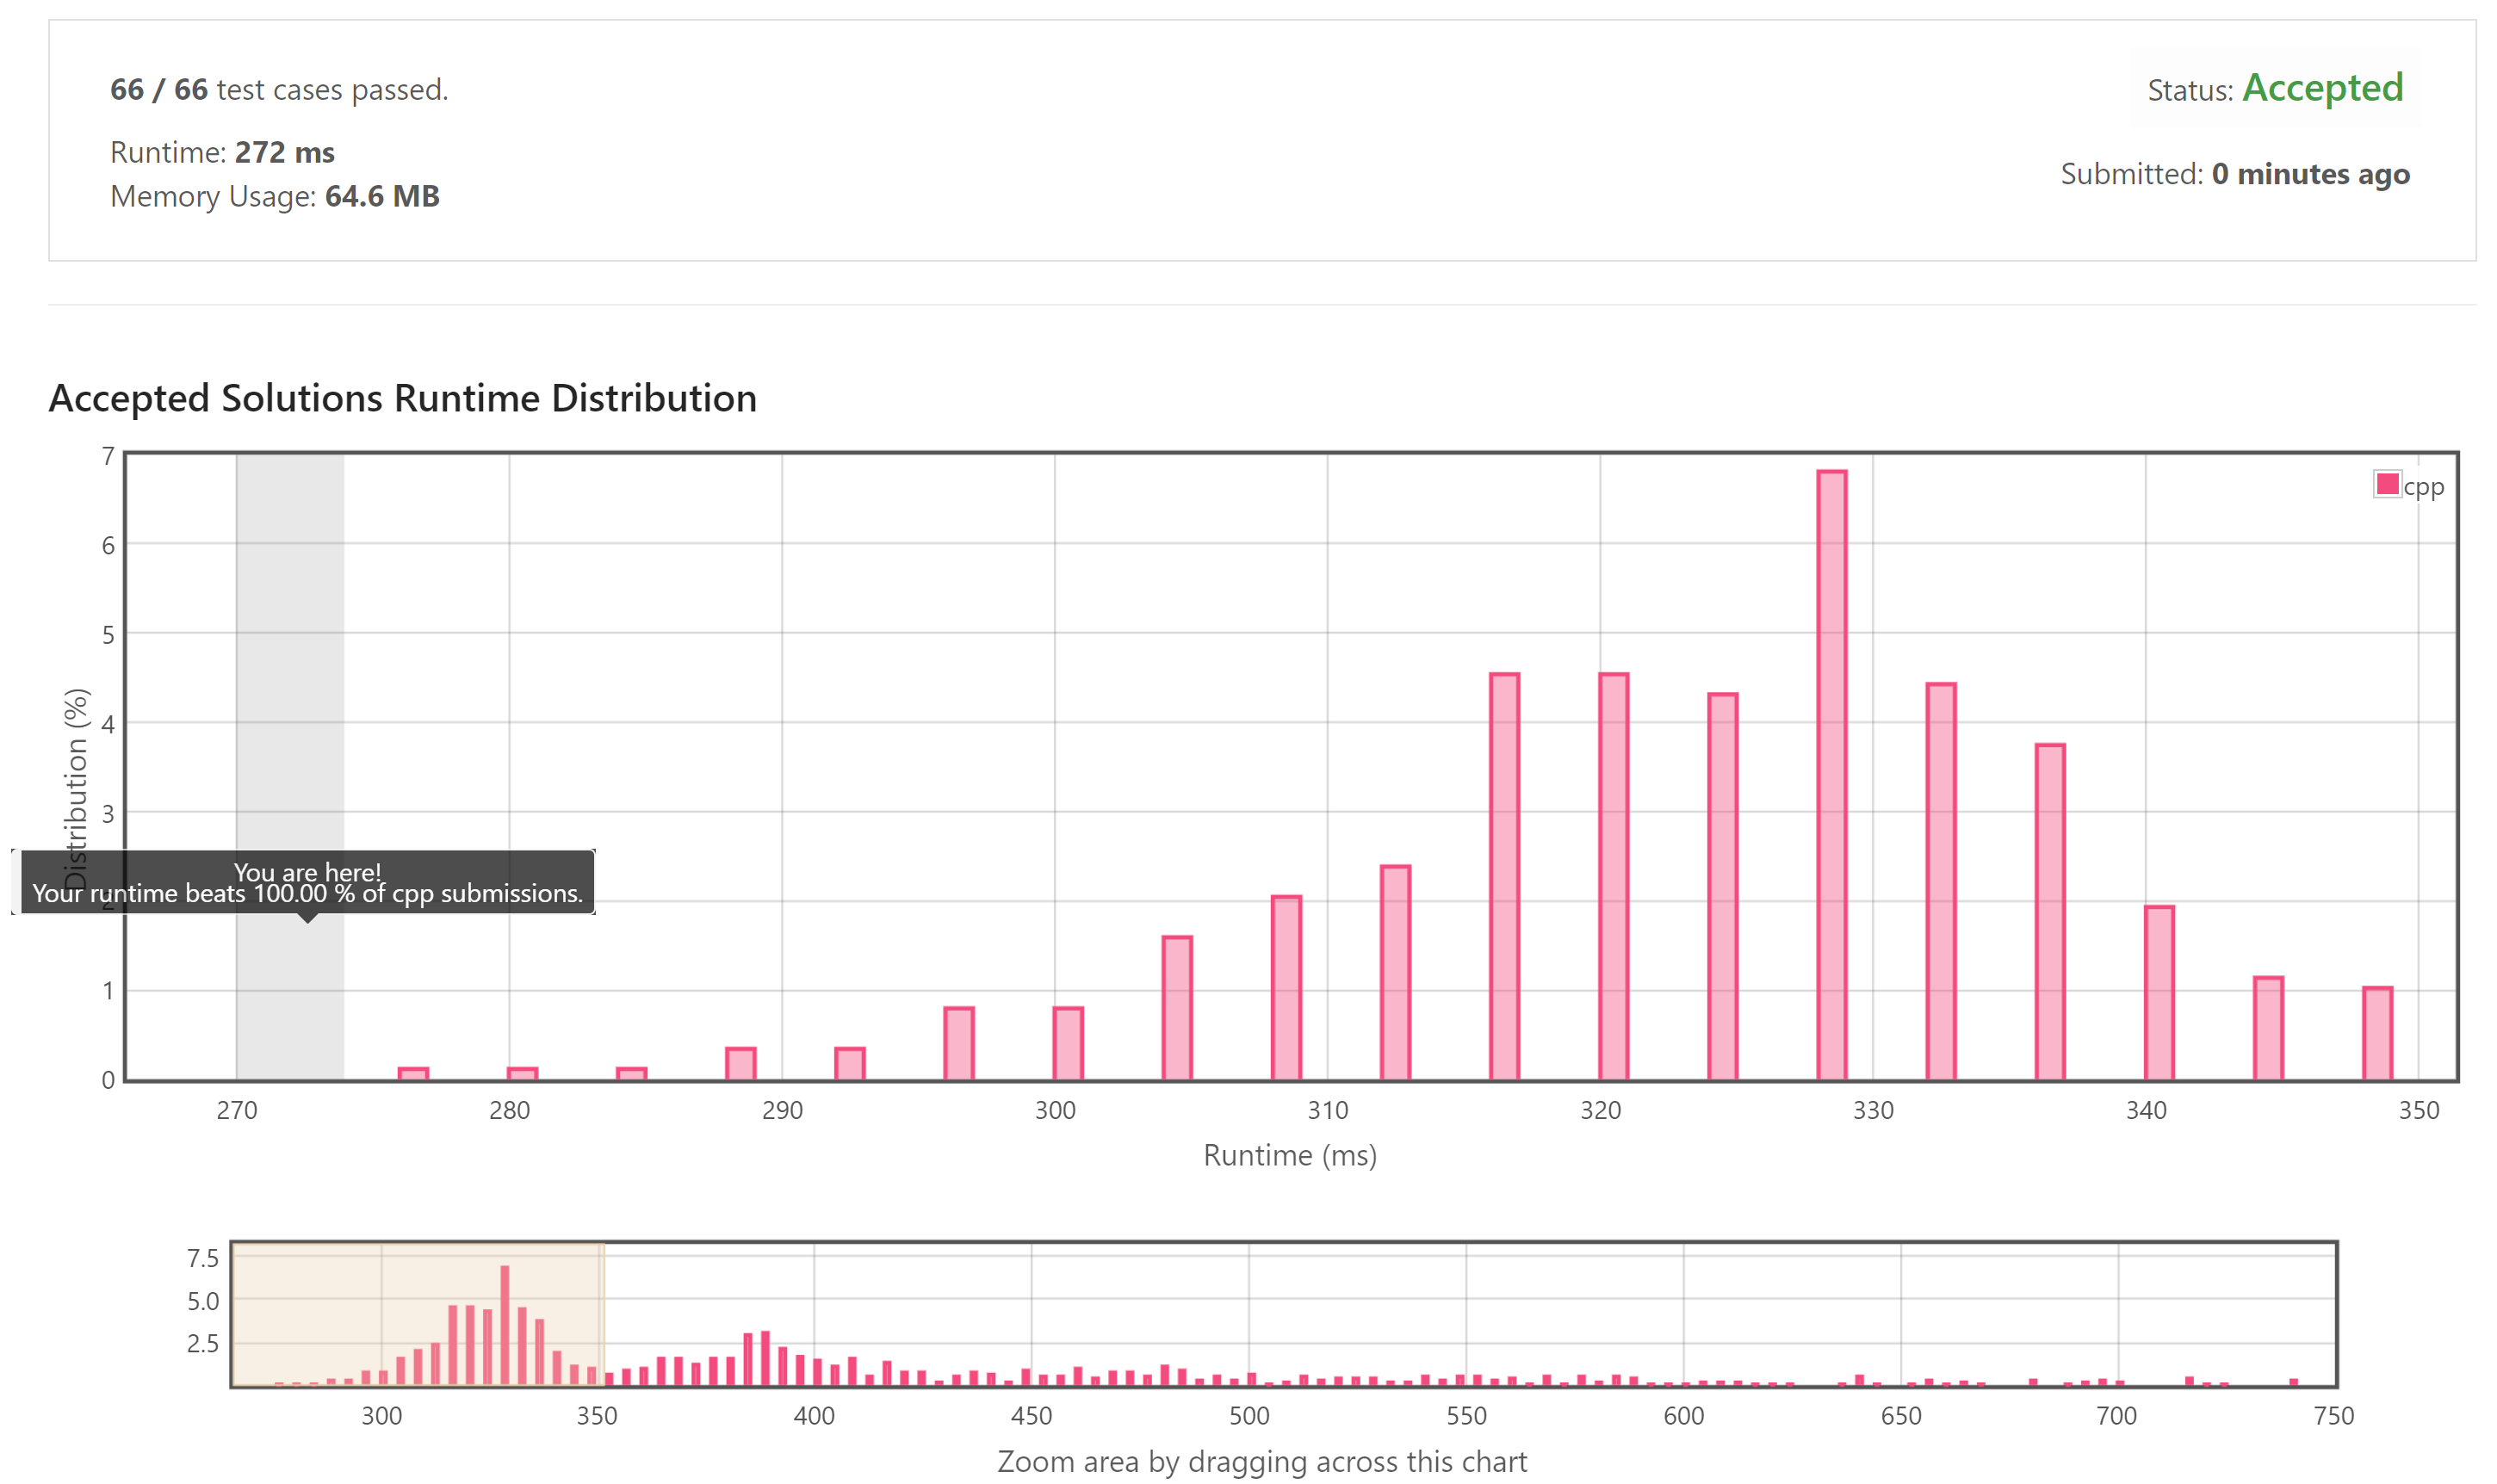 66 / 66 test cases passed.
Status: Accepted
Runtime: 272 ms
Memory Usage: 64.6 MB
Submitted: 0 minutes ago
Accepted Solutions Runtime Distribution
7
6
5
4
3
2
1
0
Distribution (%)
cpp
You are here!
Your runtime beats 100.00 % of cpp submissions.
270 280 290 300 310 320 330 340 350
Runtime (ms)
7.5
5.0
2.5
300 350 400 450 500 550 600 650 700 750
Zoom area by dragging across this chart